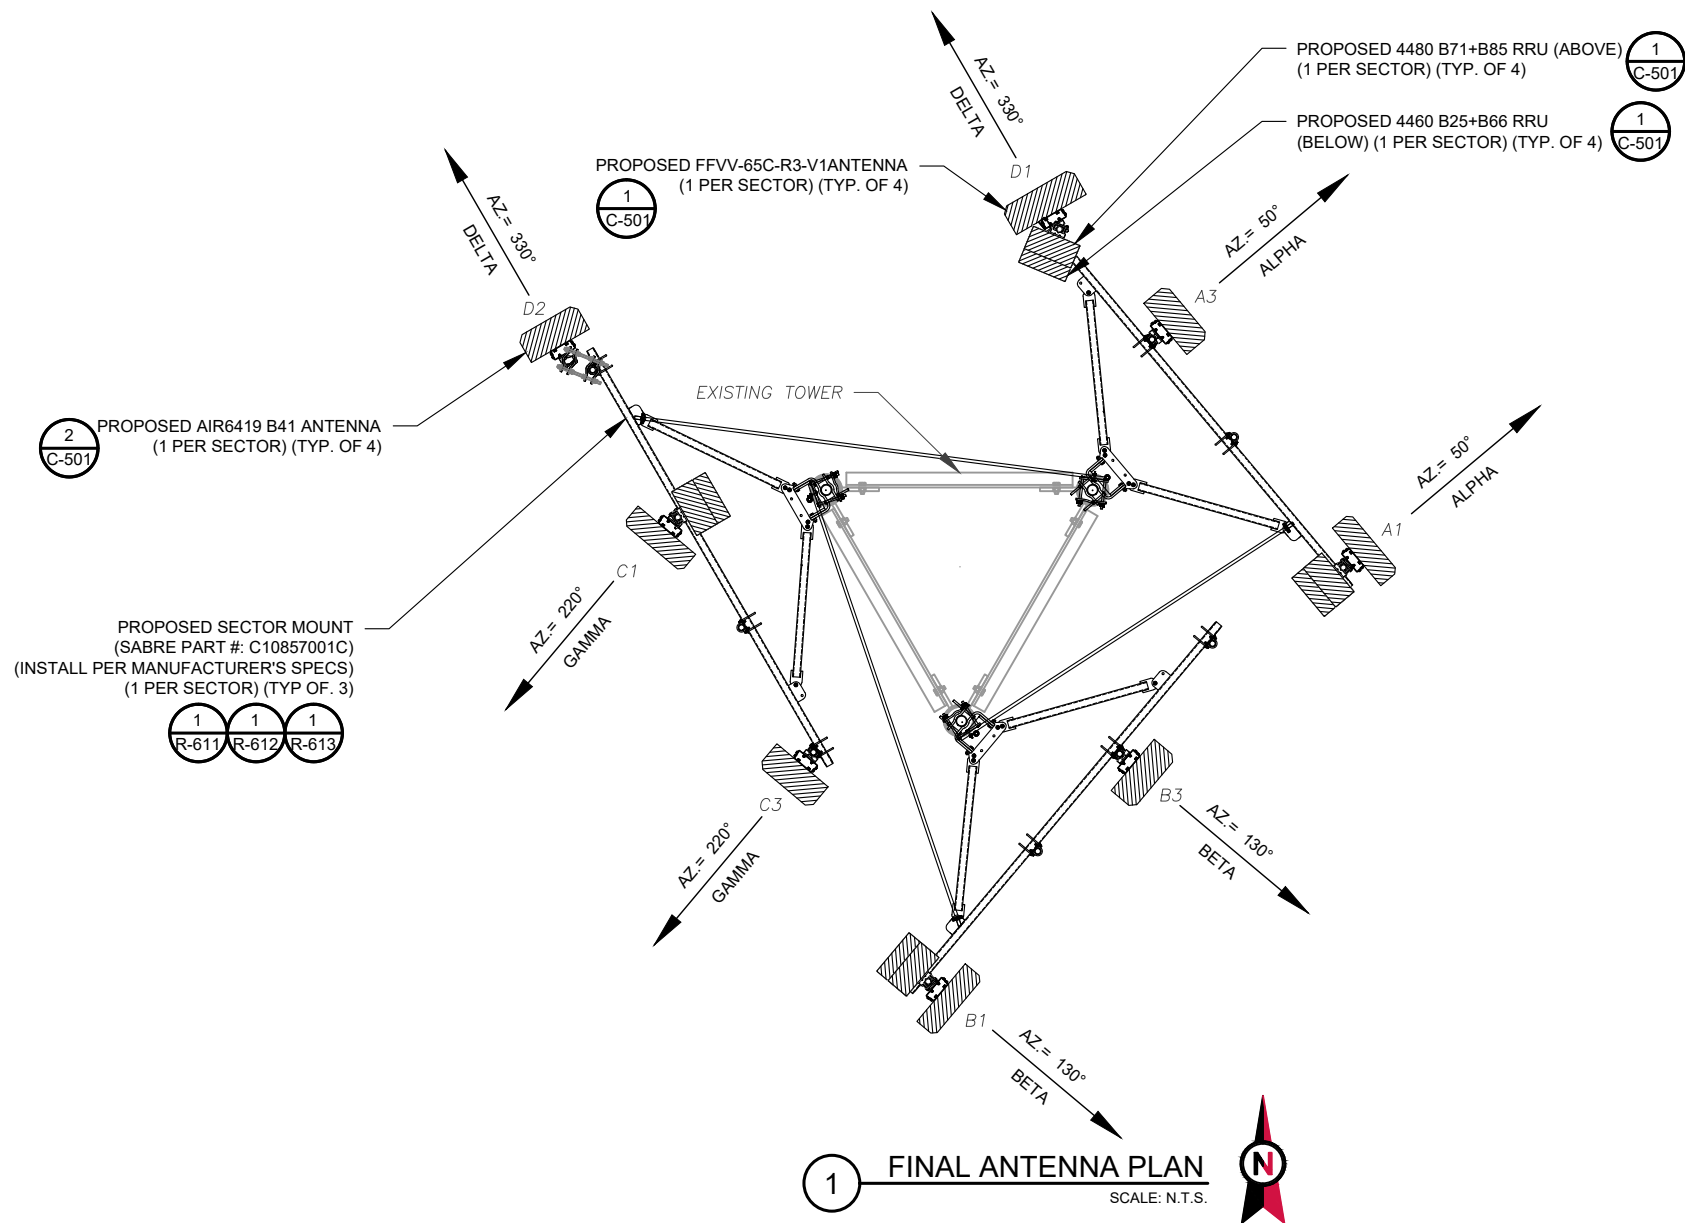 AZ.= 330°
DELTA
PROPOSED 4480 B71+B85 RRU (ABOVE)
(1 PER SECTOR) (TYP. OF 4)
1
C-501
PROPOSED 4460 B25+B66 RRU
(BELOW) (1 PER SECTOR) (TYP. OF 4)
1
C-501
PROPOSED FFVV-65C-R3-V1ANTENNA
(1 PER SECTOR) (TYP. OF 4)
1
C-501
D1
AZ.= 330°
DELTA
AZ.= 50°
ALPHA
A3
D2
EXISTING TOWER
2
C-501
PROPOSED AIR6419 B41 ANTENNA
(1 PER SECTOR) (TYP. OF 4)
AZ.= 50°
ALPHA
A1
C1
AZ.= 220°
GAMMA
PROPOSED SECTOR MOUNT
(SABRE PART #: C10857001C)
(INSTALL PER MANUFACTURER'S SPECS)
(1 PER SECTOR) (TYP OF. 3)
1
R-611
1
R-612
1
R-613
C3
AZ.= 220°
GAMMA
B3
AZ.= 130°
BETA
B1
AZ.= 130°
BETA
1
FINAL ANTENNA PLAN
SCALE: N.T.S.
N